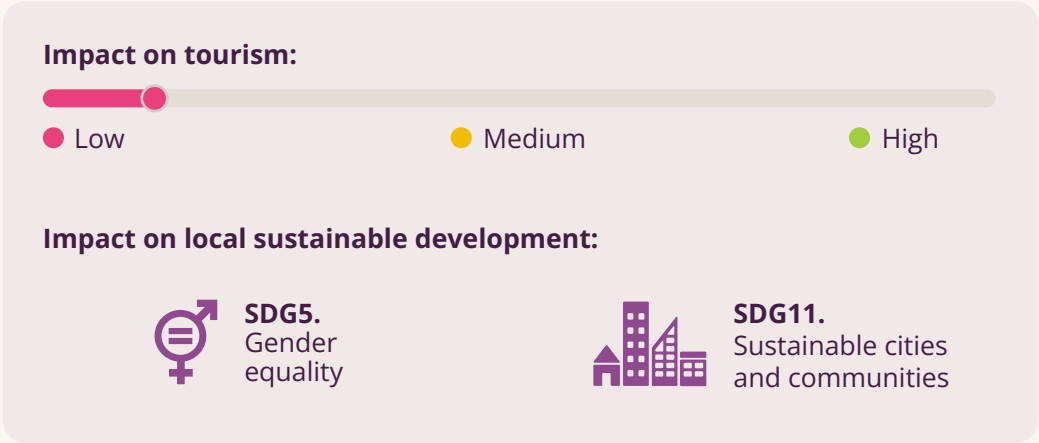 Impact on tourism:
Low
Medium
High
Impact on local sustainable development:
SDG5.
Gender
equality
SDG11.
Sustainable cities
and communities